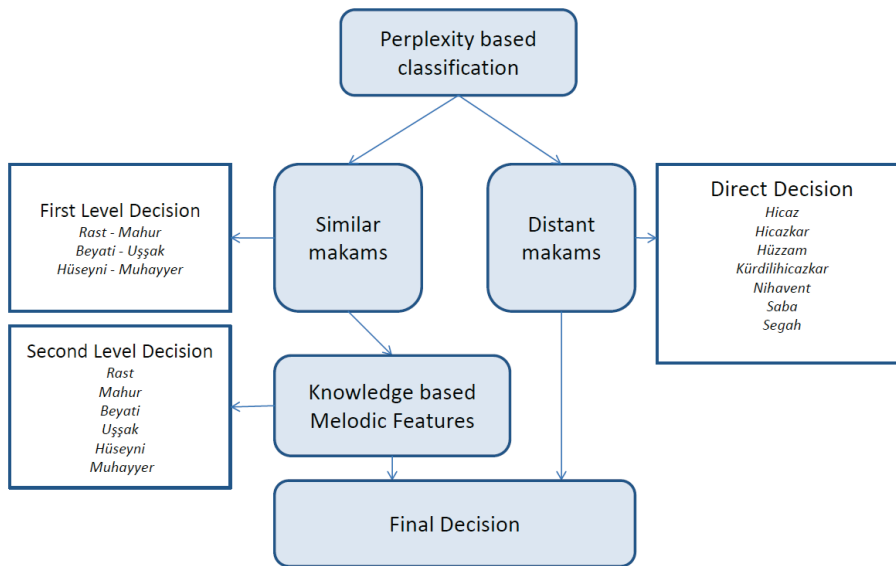 Perplexity based
classification
First Level Decision
Rast - Mahur
Beyati - Uşşak
Hüseyni - Muhayyer
Similar
makams
Distant
makams
Direct Decision
Hicaz
Hicazkar
Hüzzam
Kürdilihicazkar
Nihavent
Saba
Segah
Second Level Decision
Rast
Mahur
Beyati
Uşşak
Hüseyni
Muhayyer
Knowledge based
Melodic Features
Final Decision